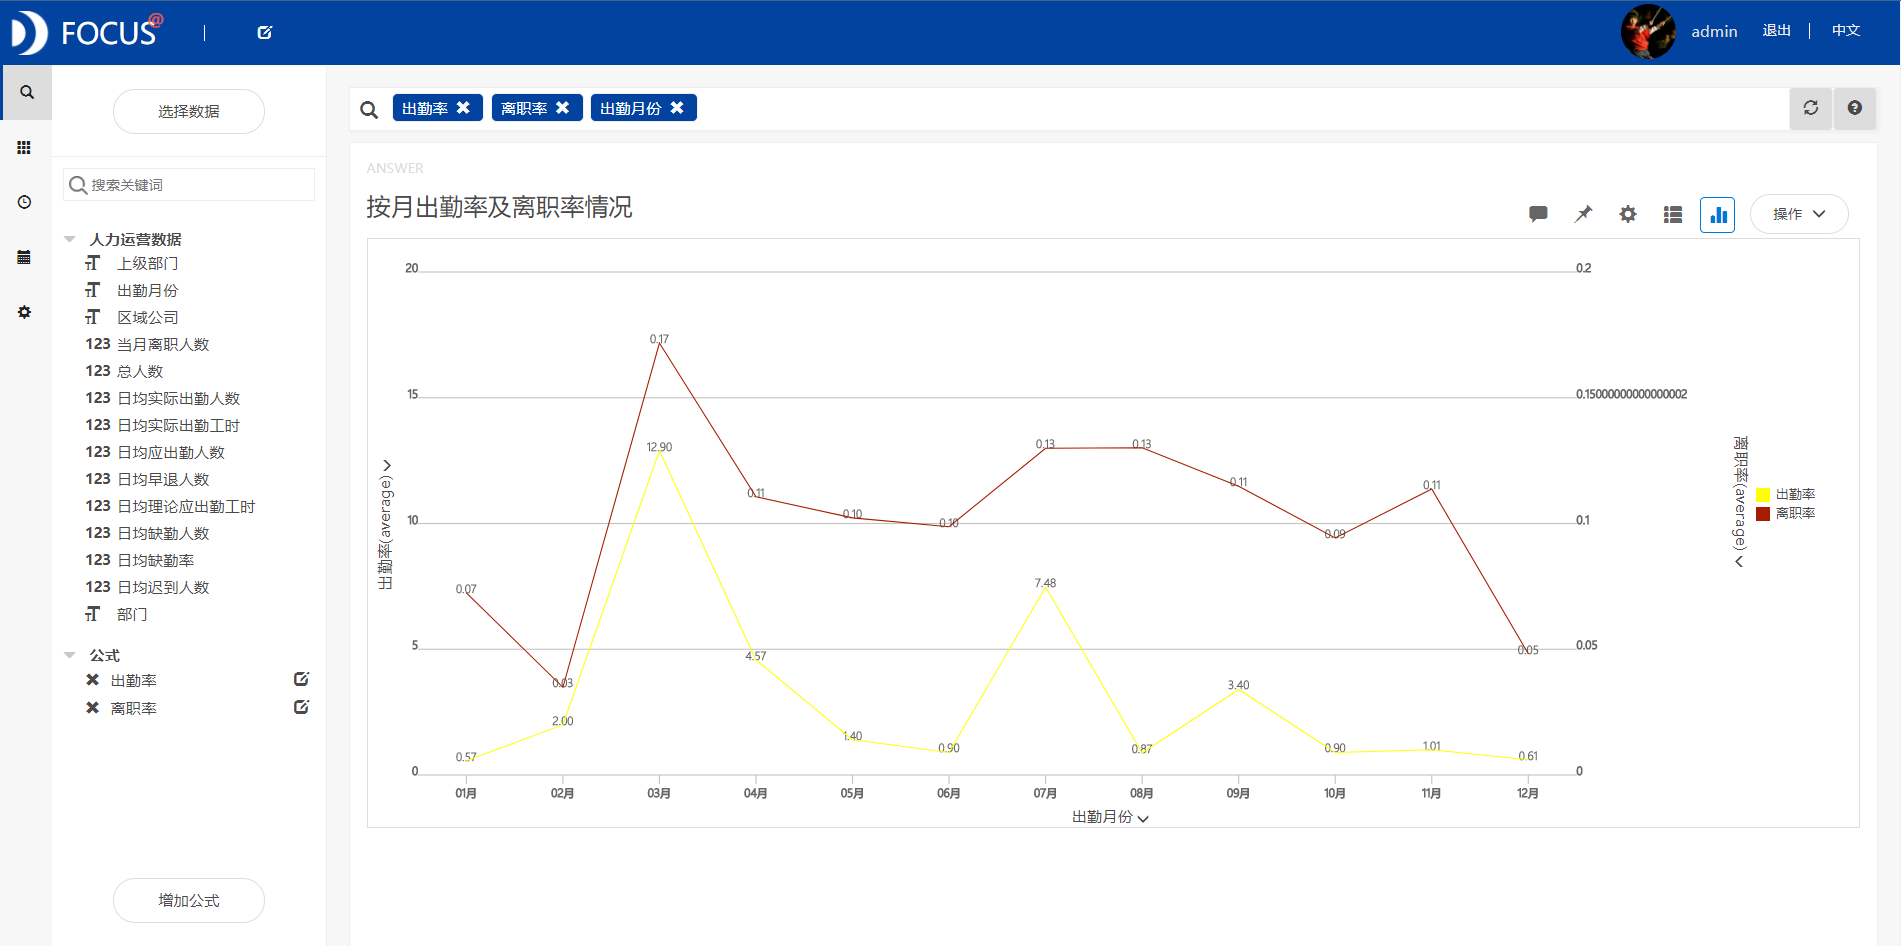 FOCUS@
admin 退出 | 中文
选择数据
搜索关键词
人力运营数据
上级部门
出勤月份
区域公司
123 当月离职人数
123 总人数
123 日均实际出勤人数
123 日均实际出勤工时
123 日均应出勤人数
123 日均早退人数
123 日均理论应出勤工时
123 日均缺勤人数
123 日均缺勤率
123 日均迟到人数
部门
公式
出勤率
离职率
增加公式
出勤率 离职率 出勤月份
ANSWER
按月出勤率及离职率情况
操作
20
15
10
5
0
出勤率(average)
0.2
0.15000000000000002
0.1
0.05
0
离职率(average)
0.07
0.03
0.17
0.11
0.10
0.10
0.13
0.13
0.11
0.09
0.11
0.05
0.57
2.00
12.90
4.57
1.40
0.90
7.48
0.87
3.40
0.90
1.01
0.61
01月 02月 03月 04月 05月 06月 07月 08月 09月 10月 11月 12月
出勤月份
出勤率
离职率